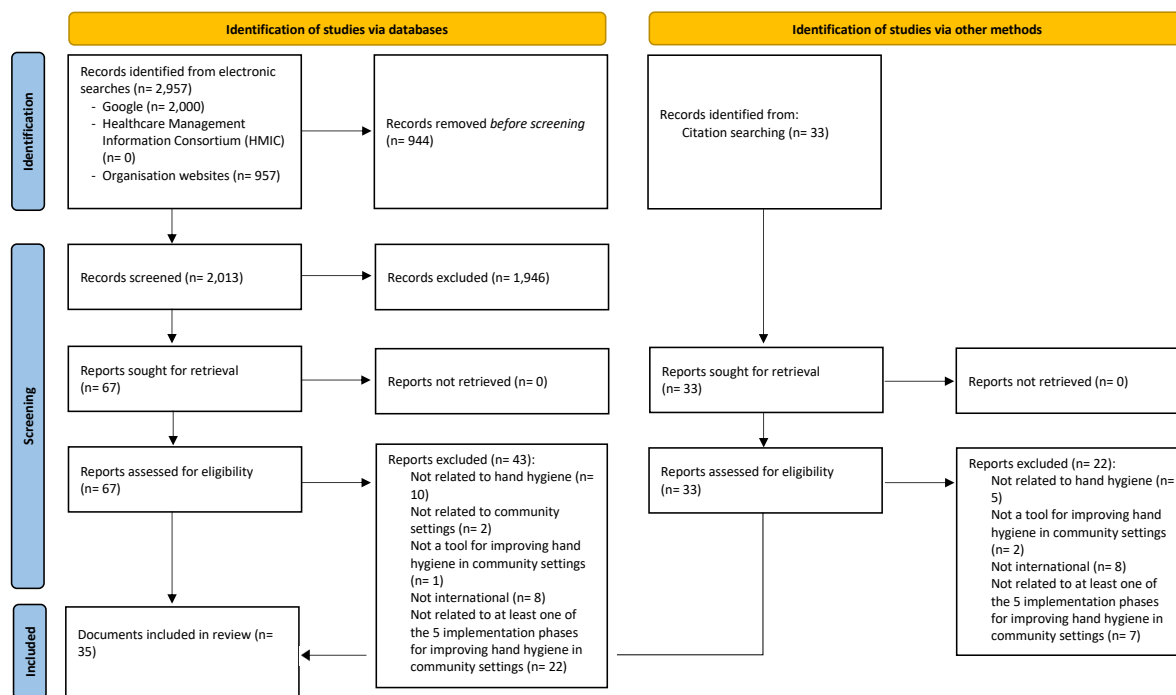 Identification of studies via databases
Identification of studies via other methods
Identification
Records identified from electronic
searches (n= 2,957)
- Google (n= 2,000)
- Healthcare Management
Information Consortium (HMIC)
(n= 0)
- Organisation websites (n= 957)
Records removed before screening
(n= 944)
Records identified from:
Citation searching (n= 33)
Screening
Records screened (n= 2,013)
Records excluded (n= 1,946)
Reports sought for retrieval
(n= 67)
Reports not retrieved (n= 0)
Reports sought for retrieval
(n= 33)
Reports not retrieved (n= 0)
Reports assessed for eligibility
(n= 67)
Reports excluded (n= 43):
Not related to hand hygiene (n=
10)
Not related to community
settings (n= 2)
Not a tool for improving hand
hygiene in community settings
(n= 1)
Not international (n= 8)
Not related to at least one of
the 5 implementation phases
for improving hand hygiene in
community settings (n= 22)
Reports assessed for eligibility
(n= 33)
Reports excluded (n= 22):
Not related to hand hygiene (n=
5)
Not a tool for improving hand
hygiene in community settings
(n= 2)
Not international (n= 8)
Not related to at least one of
the 5 implementation phases
for improving hand hygiene in
community settings (n= 7)
Included
Documents included in review (n=
35)